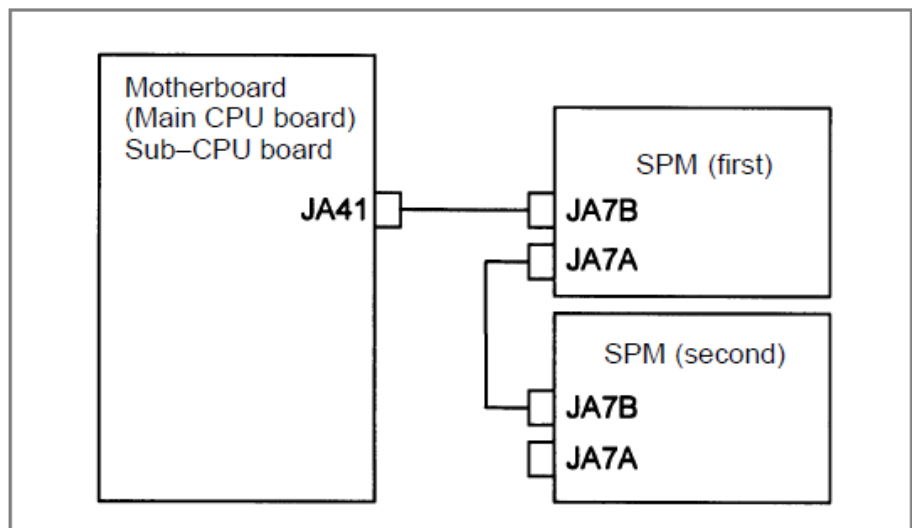 Motherboard
(Main CPU board)
Sub–CPU board
JA41
SPM (first)
JA7B
JA7A
SPM (second)
JA7B
JA7A